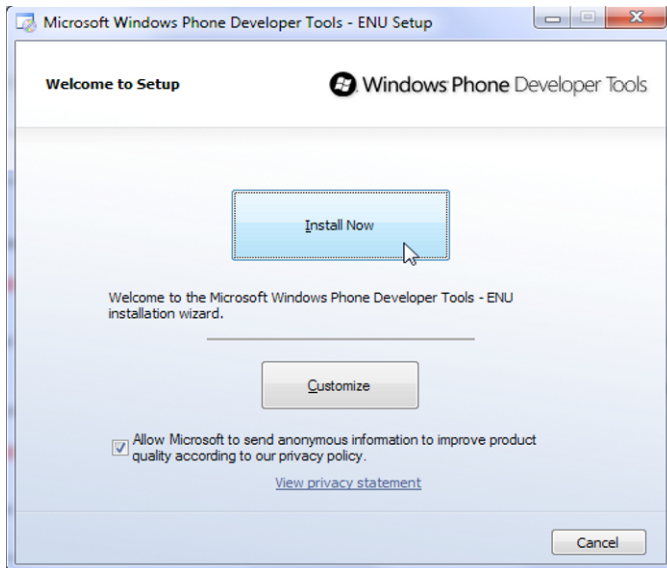 Microsoft Windows Phone Developer Tools - ENU Setup
Welcome to Setup
Windows Phone Developer Tools
Install Now
Welcome to the Microsoft Windows Phone Developer Tools - ENU
installation wizard.
Customize
Allow Microsoft to send anonymous information to improve product
quality according to our privacy policy.
View privacy statement
Cancel